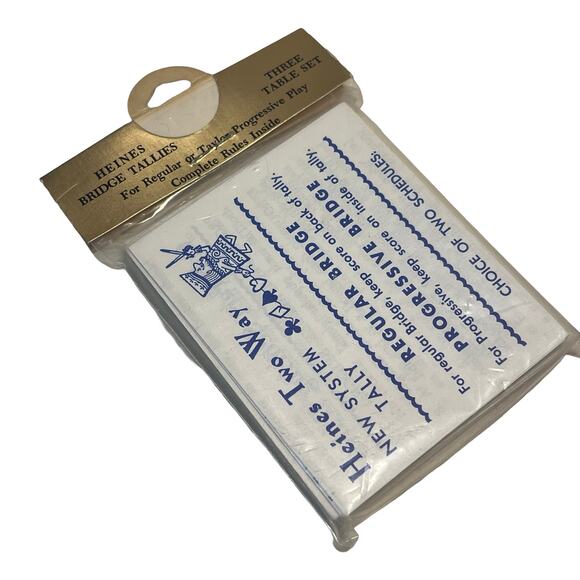 HEINES
BRIDGE TALLIES
THREE
TABLE SET
For Regular or Taylor Progressive Play
Complete Rules Inside
Heines Two Way
NEW SYSTEM
TALLY
REGULAR BRIDGE
For regular Bridge, keep score on back of tally,
PROGRESSIVE BRIDGE
For Progressive, keep score on inside of tally,
CHOICE OF TWO SCHEDULES;